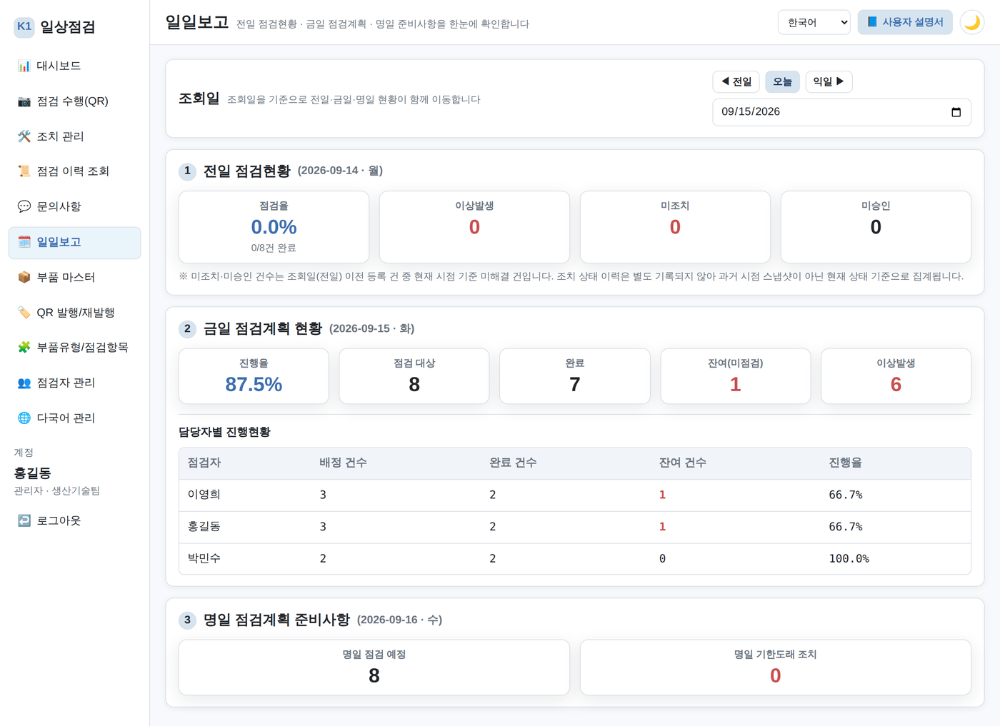 K1 일상점검
대시보드
점검 수행(QR)
조치 관리
점검 이력 조회
문의사항
일일보고
부품 마스터
QR 발행/재발행
부품유형/점검항목
점검자 관리
다국어 관리
계정
홍길동
관리자 · 생산기술팀
로그아웃
일일보고 전일 점검현황 · 금일 점검계획 · 명일 준비사항을 한눈에 확인합니다
한국어
사용자 설명서
조회일 조회일을 기준으로 전일·금일·명일 현황이 함께 이동합니다
◀ 전일 오늘 익일 ▶
09/15/2026
1 전일 점검현황 (2026-09-14 · 월)
점검율 이상발생 미조치 미승인
0.0% 0 0 0
0/8건 완료
※ 미조치·미승인 건수는 조회일(전일) 이전 등록 건 중 현재 시점 기준 미해결 건입니다. 조치 상태 이력은 별도 기록되지 않아 과거 시점 스냅샷이 아닌 현재 상태 기준으로 집계됩니다.
2 금일 점검계획 현황 (2026-09-15 · 화)
진행율 점검 대상 완료 잔여(미점검) 이상발생
87.5% 8 7 1 6
담당자별 진행현황
점검자 배정 건수 완료 건수 잔여 건수 진행율
이영희 3 2 1 66.7%
홍길동 3 2 1 66.7%
박민수 2 2 0 100.0%
3 명일 점검계획 준비사항 (2026-09-16 · 수)
명일 점검 예정 명일 기한도래 조치
8 0